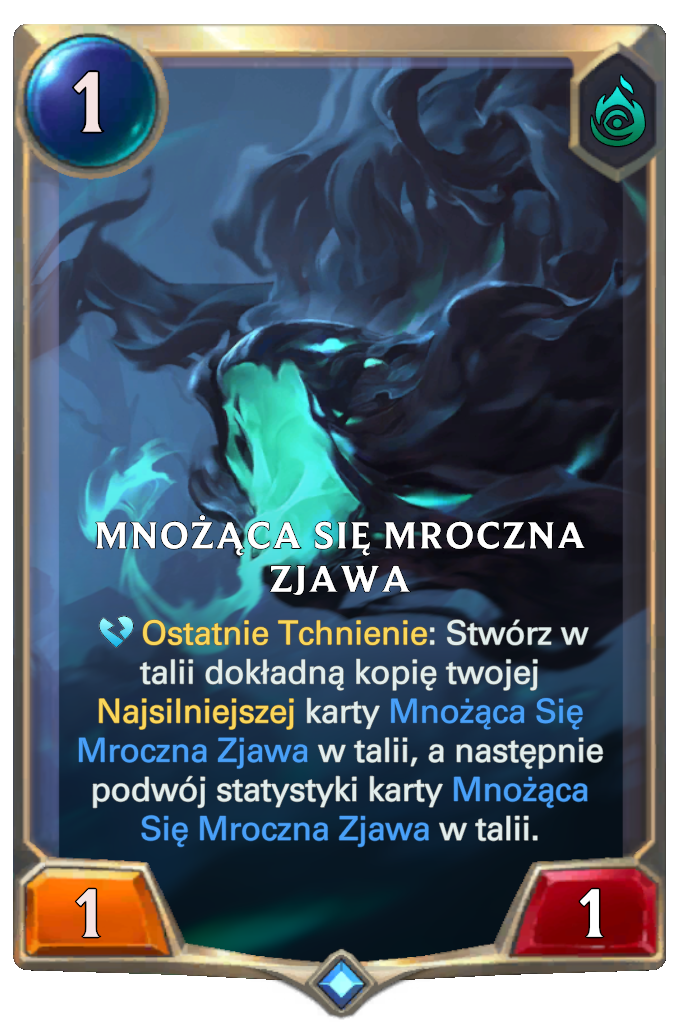 1
MNOŻĄCA SIĘ MROCZNA
ZJAWA
Ostatnie Tchnienie: Stwórz w
talii dokładną kopię twojej
Najsilniejszej karty Mnożąca Się
Mroczna Zjawa w talii, a następnie
podwój statystyki karty Mnożąca
Się Mroczna Zjawa w talii.
1
1